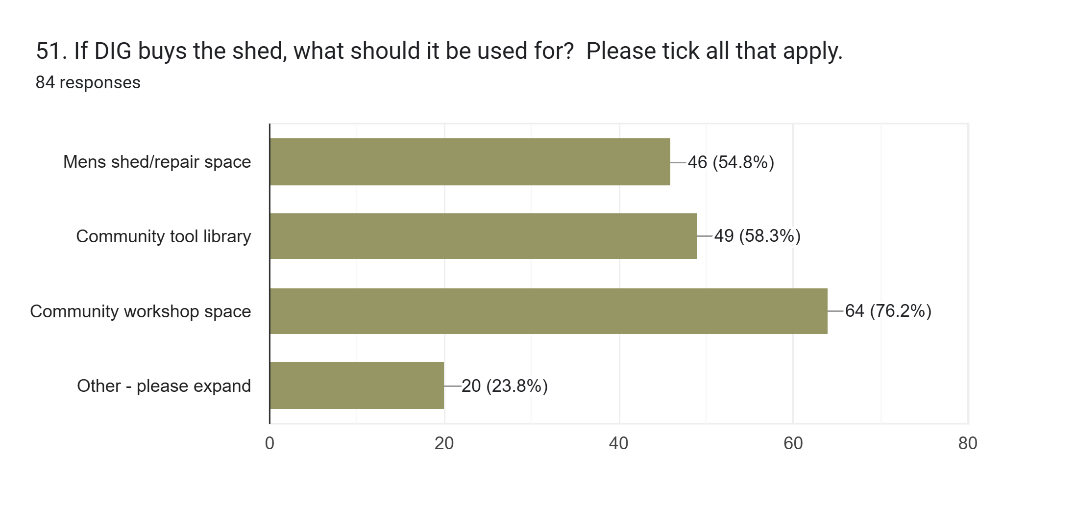 51. If DIG buys the shed, what should it be used for?  Please tick all that apply.
84 responses
Mens shed/repair space
46 (54.8%)
Community tool library
49 (58.3%)
Community workshop space
64 (76.2%)
Other - please expand
20 (23.8%)
0 20 40 60 80